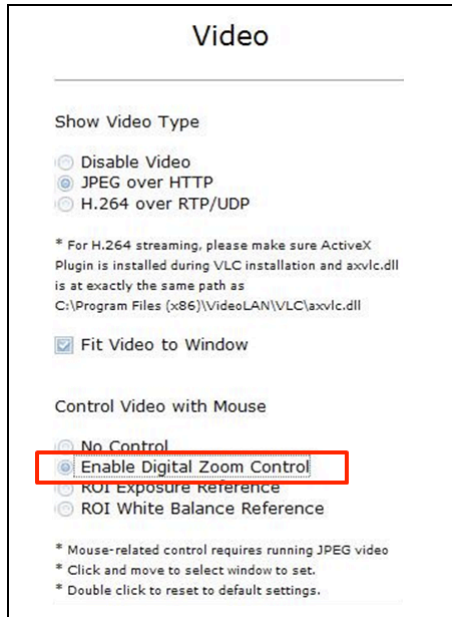 Video
Show Video Type
Disable Video
JPEG over HTTP
H.264 over RTP/UDP
* For H.264 streaming, please make sure ActiveX
Plugin is installed during VLC installation and axvlc.dll
is at exactly the same path as
C:\Program Files (x86)\VideoLAN\VLC\axvlc.dll
Fit Video to Window
Control Video with Mouse
No Control
Enable Digital Zoom Control
ROI Exposure Reference
ROI White Balance Reference
* Mouse-related control requires running JPEG video
* Click and move to select window to set.
* Double click to reset to default settings.